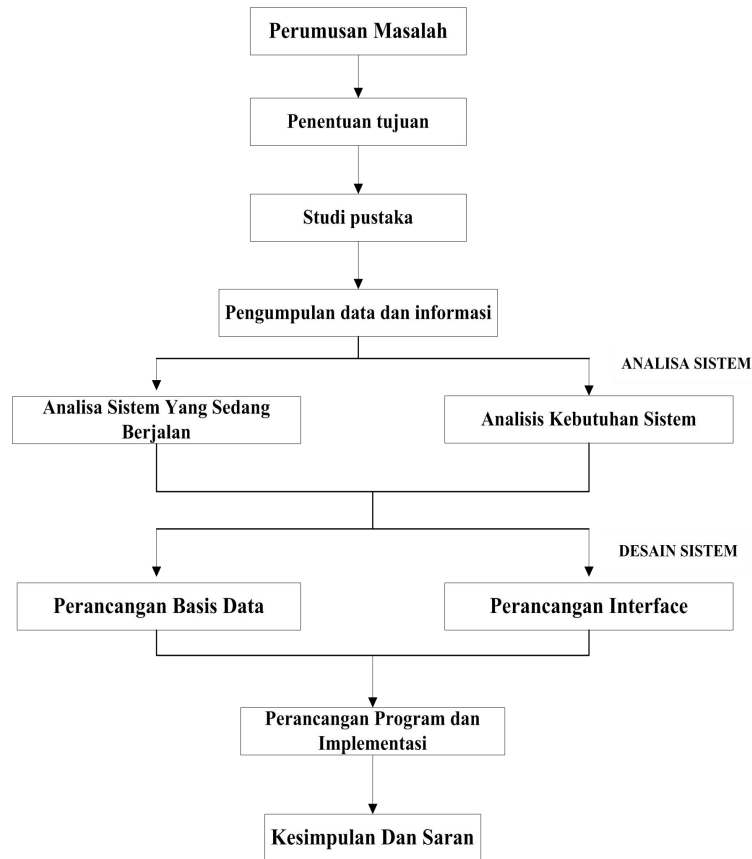 Perumusan Masalah
Penentuan tujuan
Studi pustaka
Pengumpulan data dan informasi
ANALISA SISTEM
Analisa Sistem Yang Sedang
Berjalan
Analisis Kebutuhan Sistem
DESAIN SISTEM
Perancangan Basis Data
Perancangan Interface
Perancangan Program dan
Implementasi
Kesimpulan Dan Saran